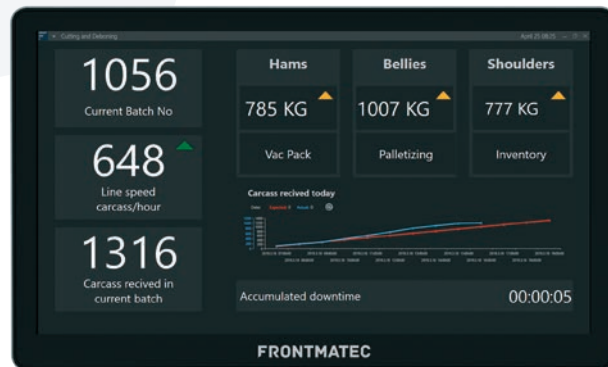 Cutting and Deboning
April 25 08:25
1056
Current Batch No
648
Line speed
carcass/hour
1316
Carcass recived in
current batch
Hams
785 KG
Vac Pack
Bellies
1007 KG
Palletizing
Shoulders
777 KG
Inventory
Carcass recived today
Accumulated downtime
00:00:05
FRONTMATEC